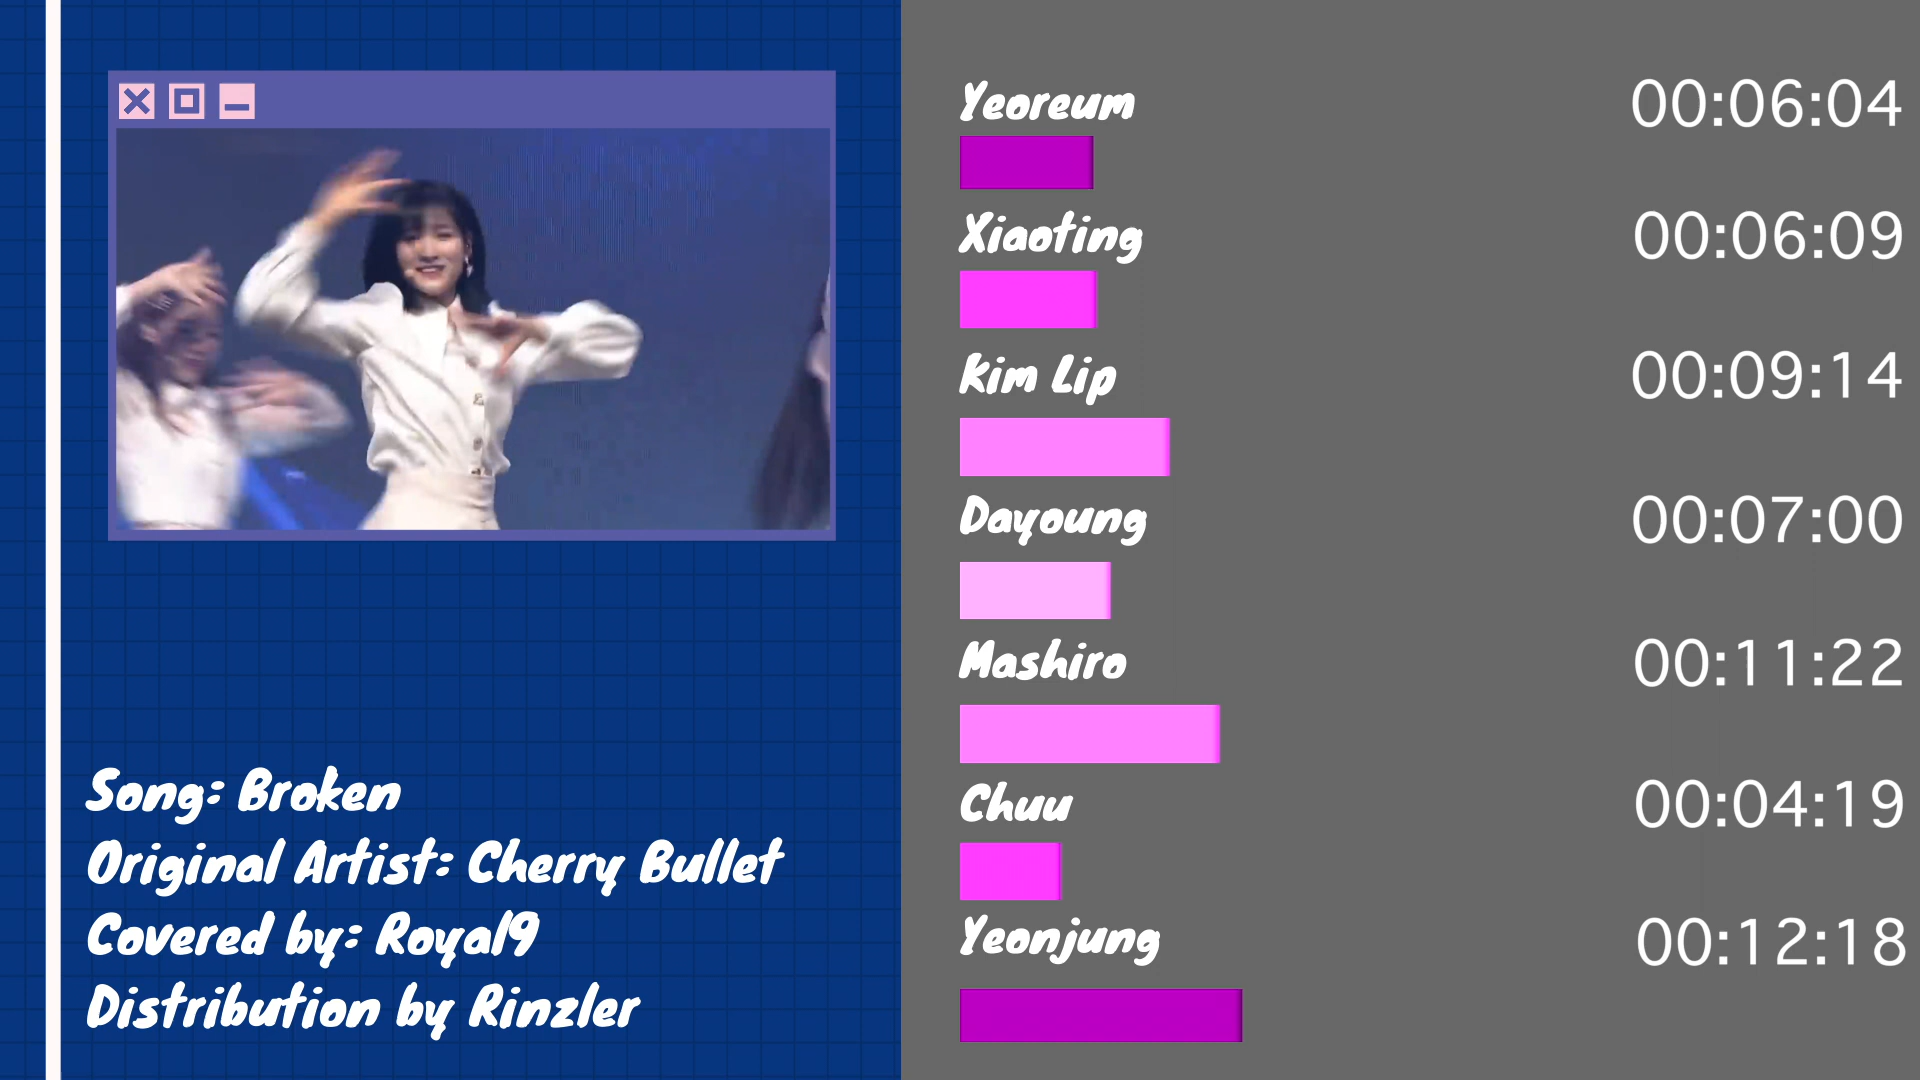 Song: Broken
Original Artist: Cherry Bullet
Covered by: Royal9
Distribution by Rinzler
Yeoreum 00:06:04
Xiaoting 00:06:09
Kim Lip 00:09:14
Dayoung 00:07:00
Mashiro 00:11:22
Chuu 00:04:19
Yeonjung 00:12:18